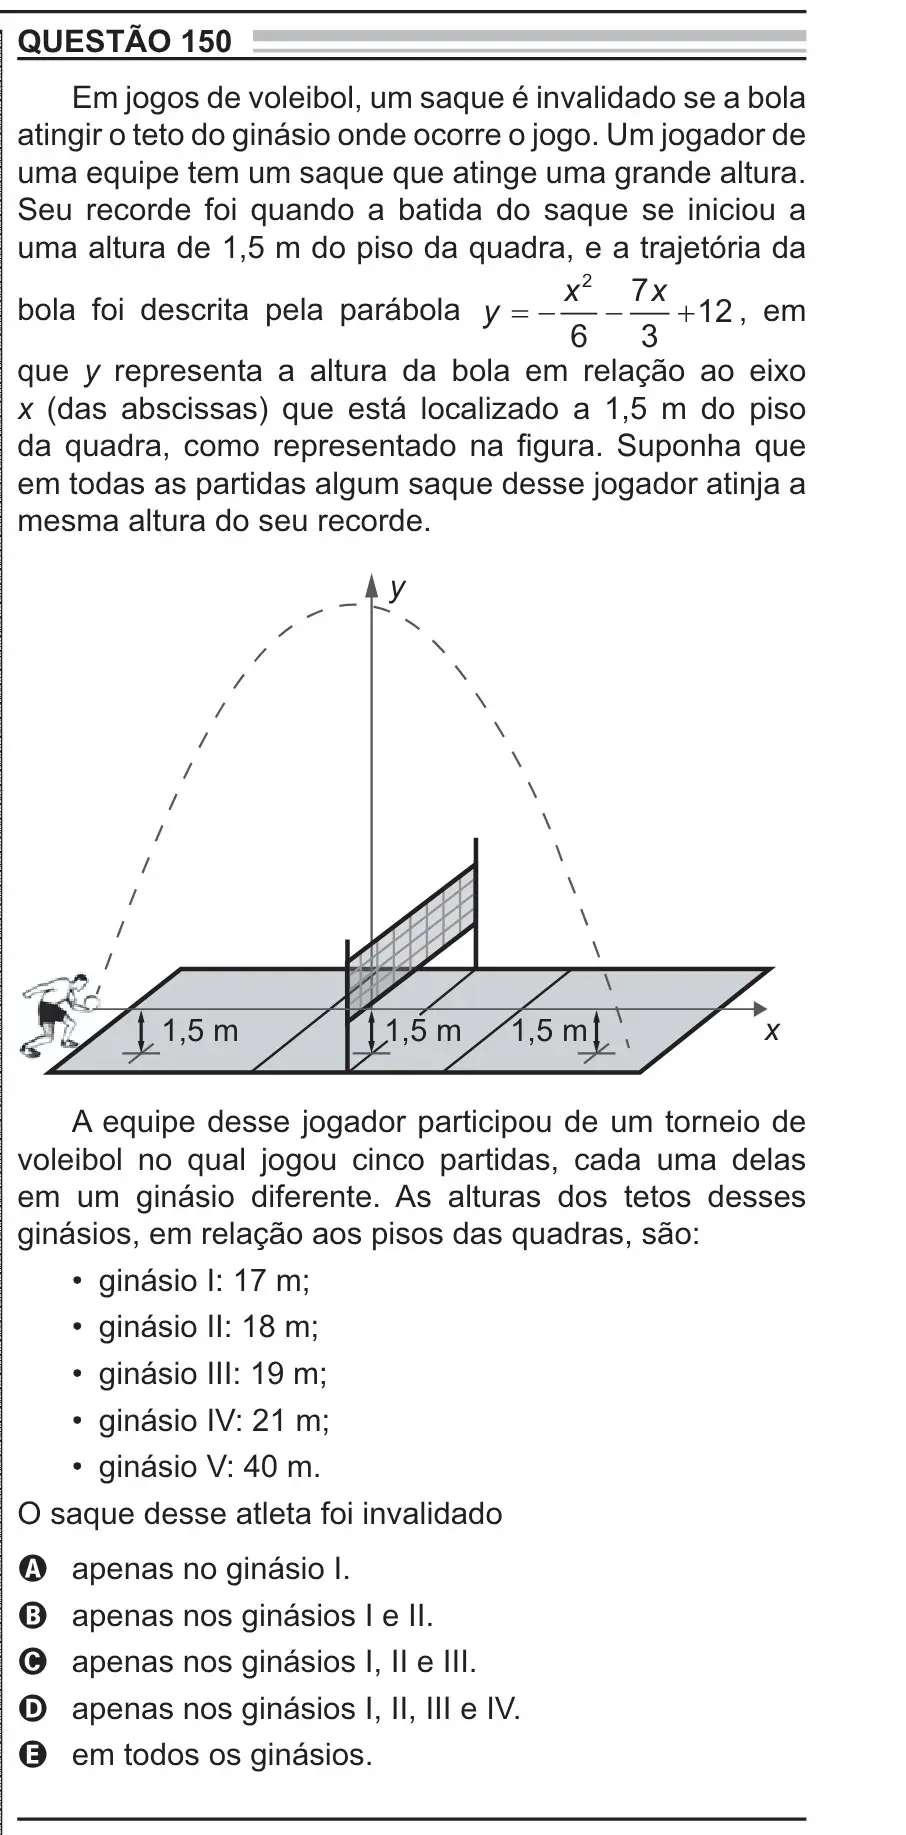 QUESTÃO 150
Em jogos de voleibol, um saque é invalidado se a bola
atingir o teto do ginásio onde ocorre o jogo. Um jogador de
uma equipe tem um saque que atinge uma grande altura.
Seu recorde foi quando a batida do saque se iniciou a
uma altura de 1,5 m do piso da quadra, e a trajetória da
bola foi descrita pela parábola y = −x²/6 − 7x/3 + 12, em
que y representa a altura da bola em relação ao eixo
x (das abscissas) que está localizado a 1,5 m do piso
da quadra, como representado na figura. Suponha que
em todas as partidas algum saque desse jogador atinja a
mesma altura do seu recorde.
y
1,5 m 1,5 m 1,5 m x
A equipe desse jogador participou de um torneio de
voleibol no qual jogou cinco partidas, cada uma delas
em um ginásio diferente. As alturas dos tetos desses
ginásios, em relação aos pisos das quadras, são:
• ginásio I: 17 m;
• ginásio II: 18 m;
• ginásio III: 19 m;
• ginásio IV: 21 m;
• ginásio V: 40 m.
O saque desse atleta foi invalidado
A apenas no ginásio I.
B apenas nos ginásios I e II.
C apenas nos ginásios I, II e III.
D apenas nos ginásios I, II, III e IV.
E em todos os ginásios.